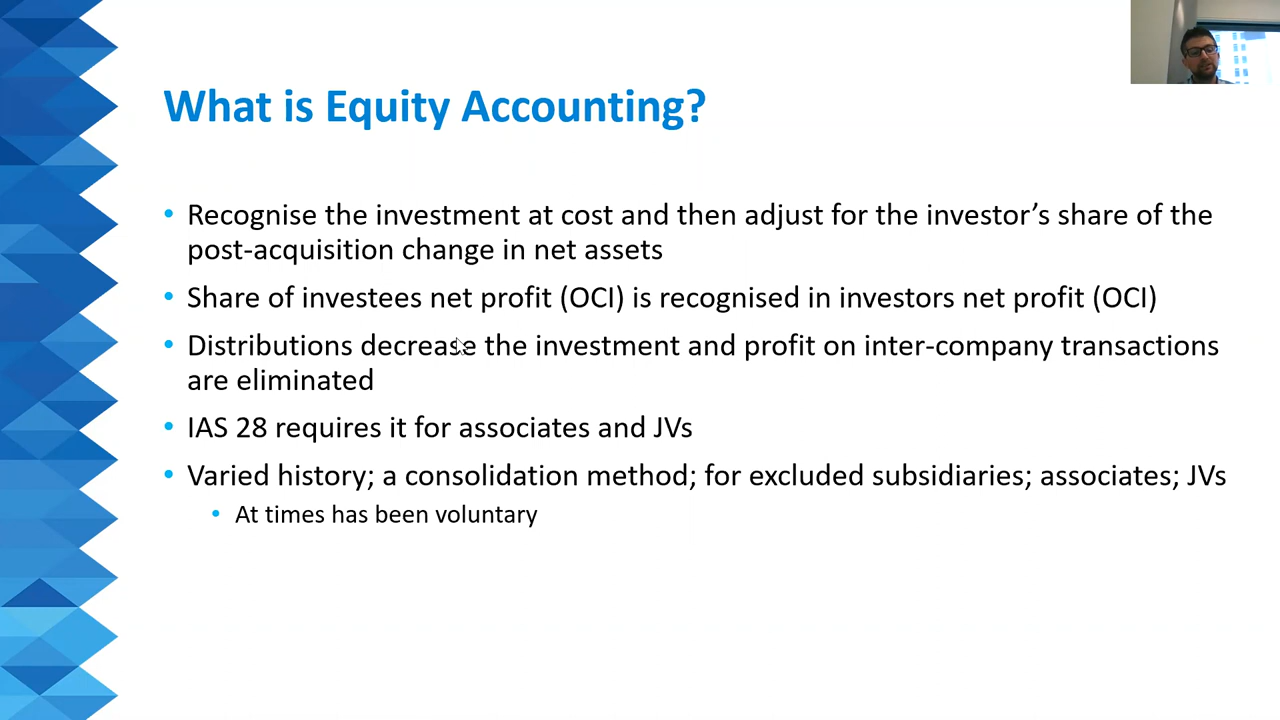 What is Equity Accounting?
• Recognise the investment at cost and then adjust for the investor’s share of the
post-acquisition change in net assets
• Share of investees net profit (OCI) is recognised in investors net profit (OCI)
• Distributions decrease the investment and profit on inter-company transactions
are eliminated
• IAS 28 requires it for associates and JVs
• Varied history; a consolidation method; for excluded subsidiaries; associates; JVs
• At times has been voluntary